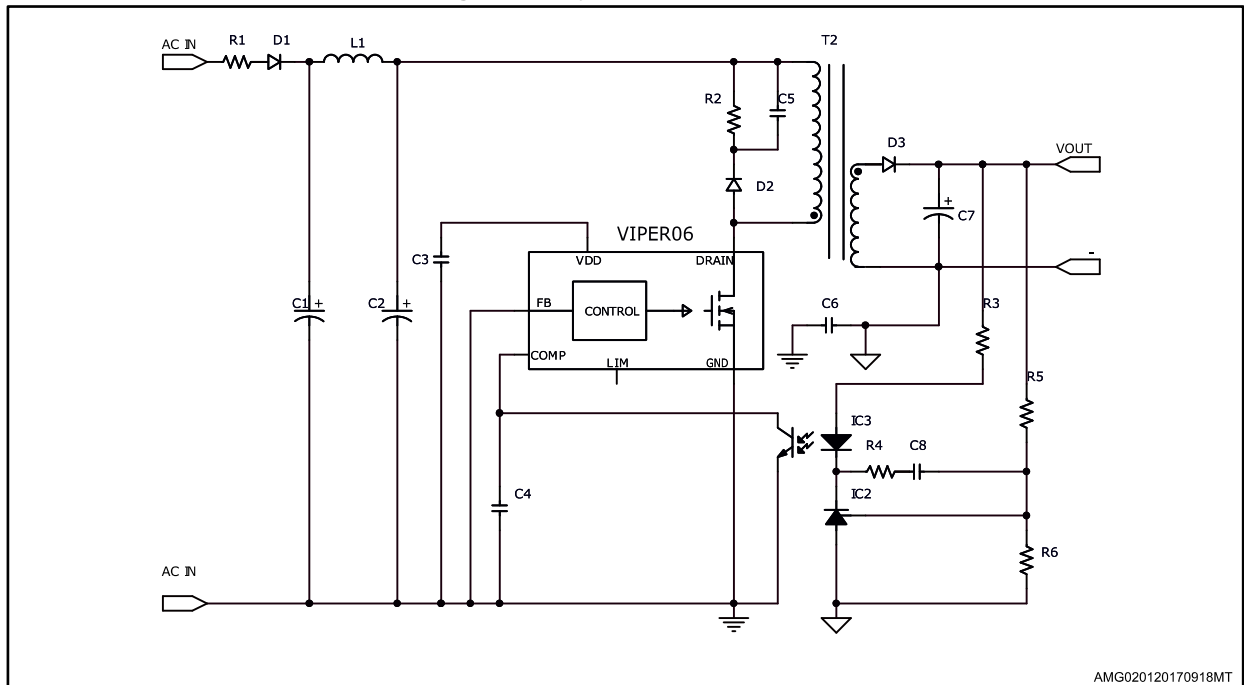 AC IN
R1
D1
L1
T2
R2
C5
D3
VOUT
D2
C7
-
VIPER06
VDD
DRAIN
C3
C1 +
C2 +
+
FB
CONTROL
C6
R3
COMP
LIM
GND
R5
IC3
R4
C8
IC2
C4
R6
AC IN
AMG020120170918MT